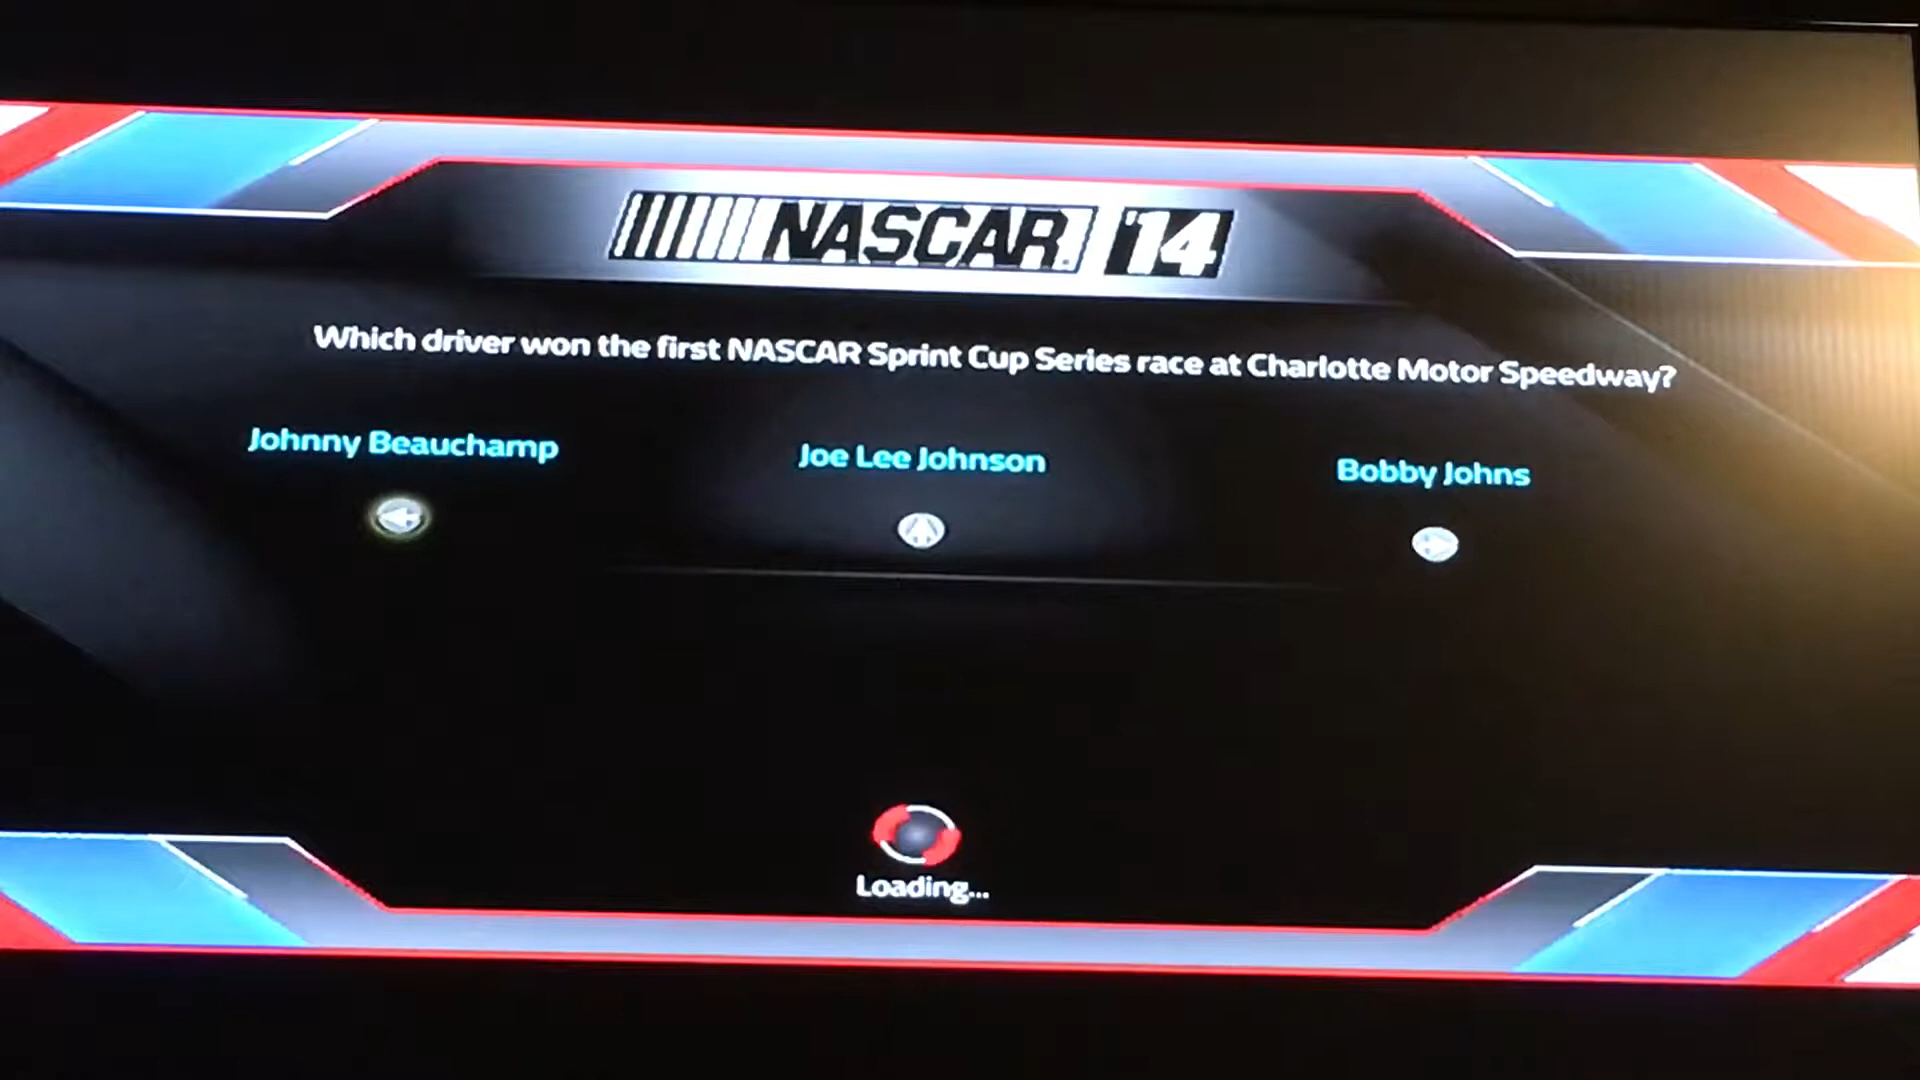 NASCAR. '14
Which driver won the first NASCAR Sprint Cup Series race at Charlotte Motor Speedway?
Johnny Beauchamp
Joe Lee Johnson
Bobby Johns
Loading...